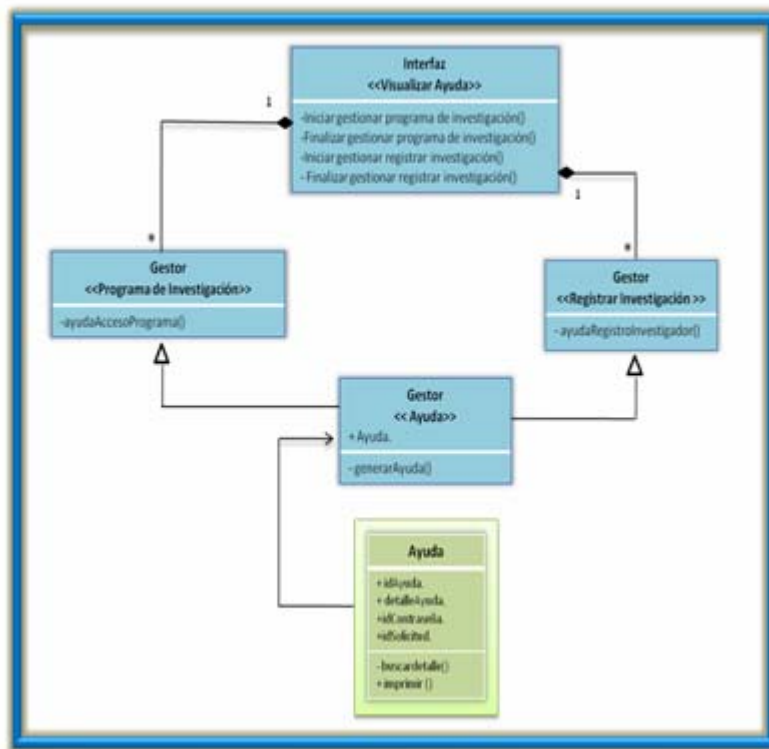 Interfaz
<<Visualizar Ayuda>>
-Iniciar gestionar programa de investigación()
-Finalizar gestionar programa de investigación()
-Iniciar gestionar registrar investigación()
- Finalizar gestionar registrar investigación()
1
1
*
*
Gestor
<<Programa de Investigación>>
-ayudaAccesoPrograma()
Gestor
<<Registrar Investigación >>
- ayudaRegistroInvestigador()
Gestor
<< Ayuda>>
+ Ayuda.
- generarAyuda()
Ayuda
+ idAyuda.
+ detalleAyuda.
+idContraseña.
+idSolicited.
- buscardetalle()
+ imprimir ()